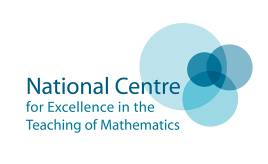 National Centre
for Excellence in the
Teaching of Mathematics